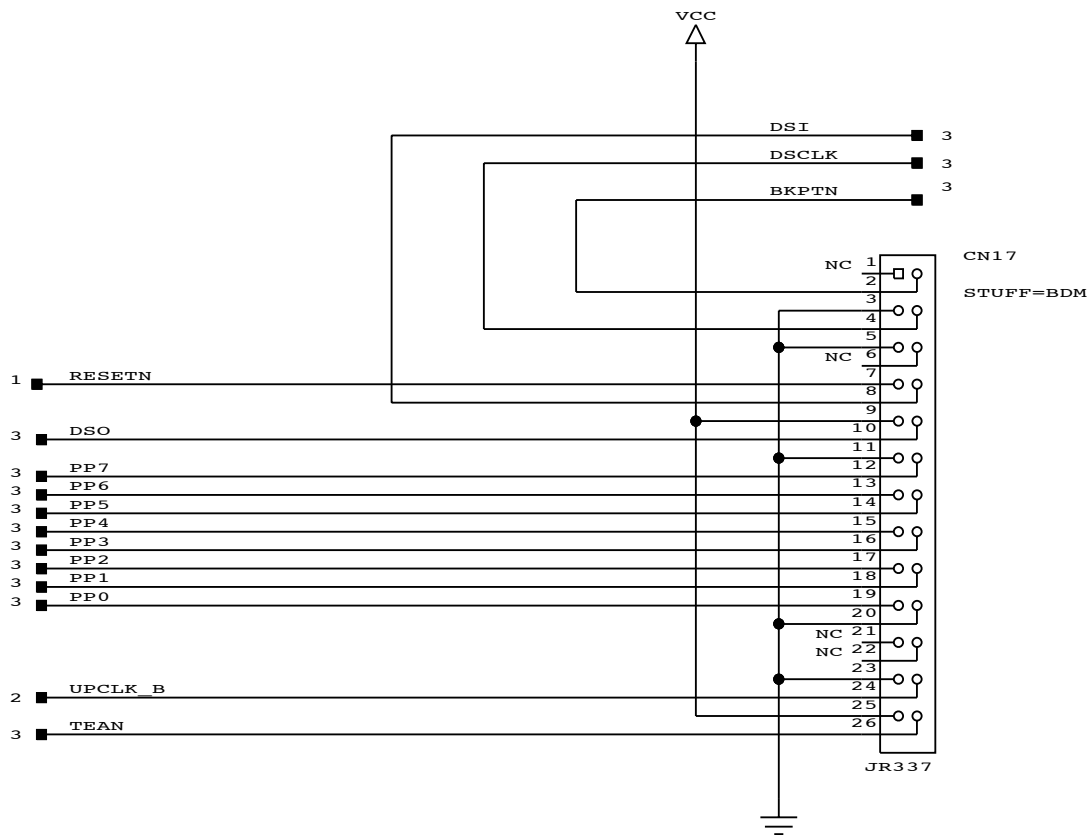 VCC
DSI 3
DSCLK 3
3
BKPTN
CN17
NC 1
2
STUFF=BDM
3
4
5
NC 6
1 RESETN 7
8
9
3 DSO 10
11
3 PP7 12
3 PP6 13
3 PP5 14
3 PP4 15
3 PP3 16
3 PP2 17
3 PP1 18
3 PP0 19
20
NC 21
NC 22
23
2 UPCLK_B 24
25
3 TEAN 26
JR337